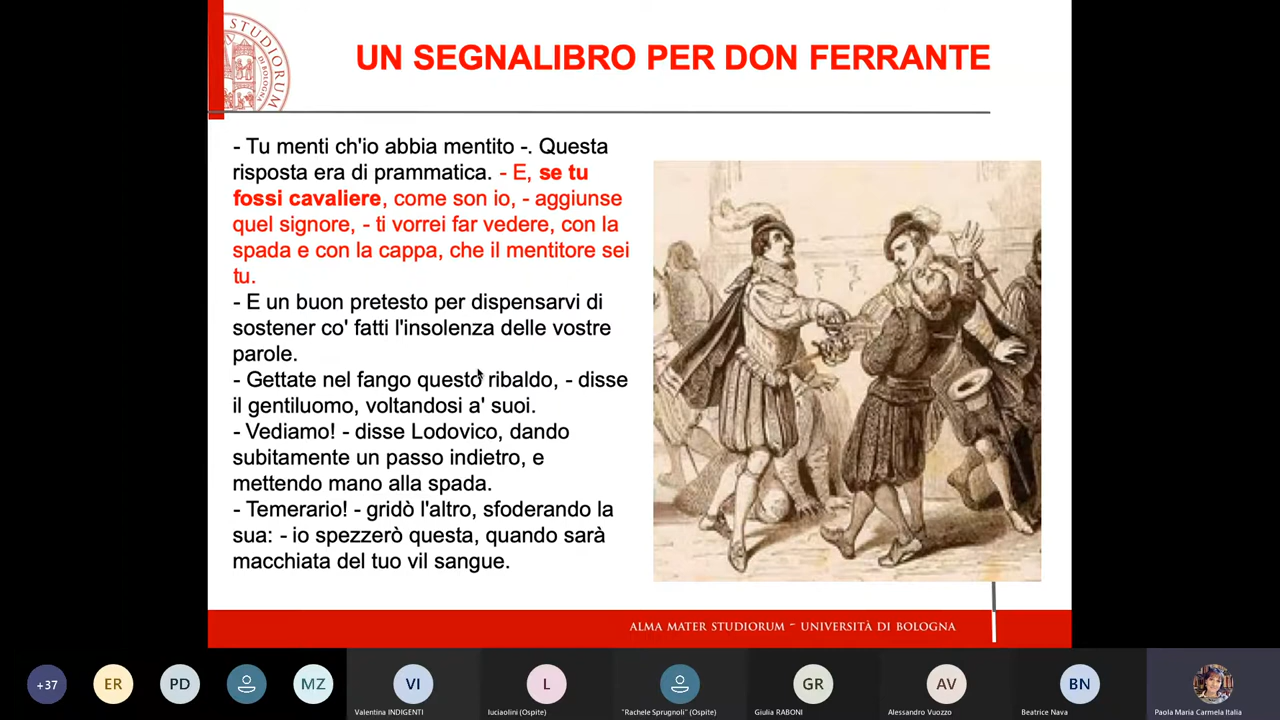 UN SEGNALIBRO PER DON FERRANTE
- Tu menti ch'io abbia mentito -. Questa
risposta era di prammatica. - E, se tu
fossi cavaliere, come son io, - aggiunse
quel signore, - ti vorrei far vedere, con la
spada e con la cappa, che il mentitore sei
tu.
- E un buon pretesto per dispensarvi di
sostener co' fatti l'insolenza delle vostre
parole.
- Gettate nel fango questo ribaldo, - disse
il gentiluomo, voltandosi a' suoi.
- Vediamo! - disse Lodovico, dando
subitamente un passo indietro, e
mettendo mano alla spada.
- Temerario! - gridò l'altro, sfoderando la
sua: - io spezzerò questa, quando sarà
macchiata del tuo vil sangue.
ALMA MATER STUDIORUM ~ UNIVERSITÀ DI BOLOGNA
+37
ER
PD
MZ
VI
L
GR
AV
BN
Valentina INDIGENTI
luciaolini (Ospite)
"Rachele Sprugnoli" (Ospite)
Giulia RABONI
Alessandro Vuozzo
Beatrice Nava
Paola Maria Carmela Italia